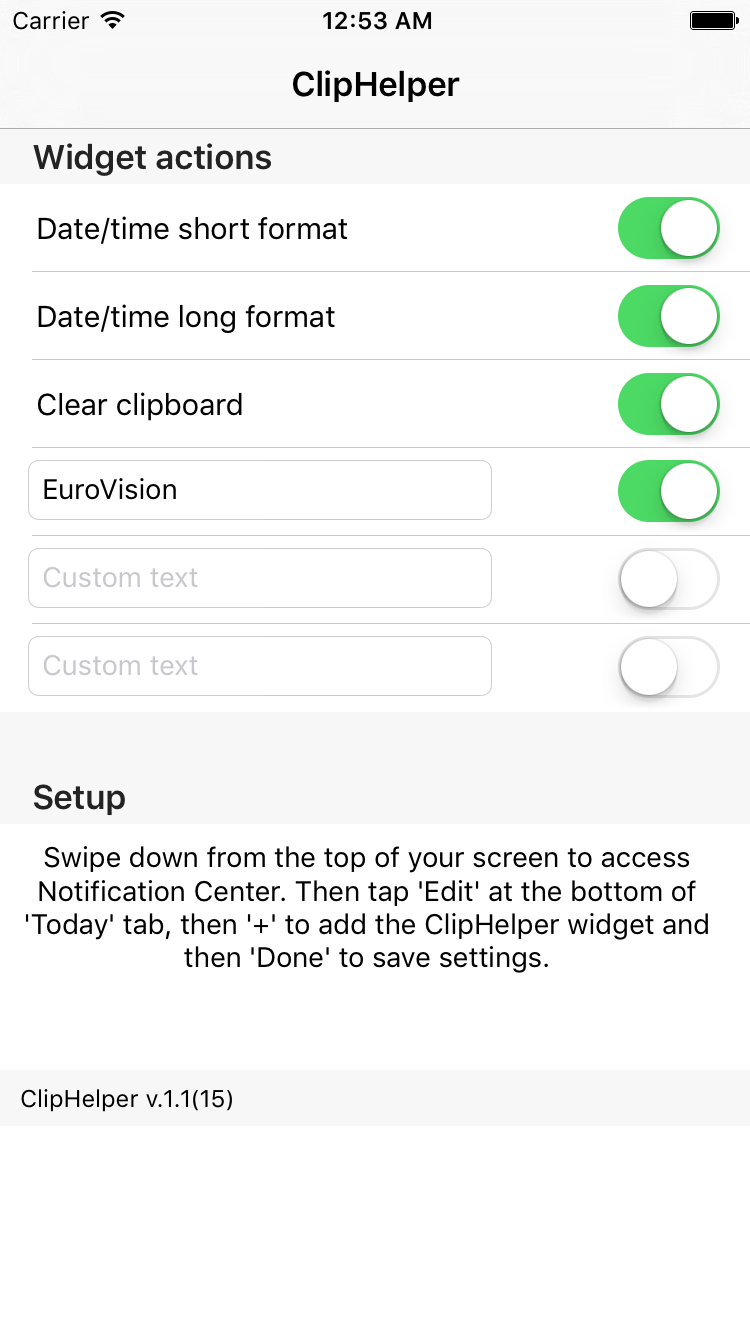 Carrier 12:53 AM
ClipHelper
Widget actions
Date/time short format
Date/time long format
Clear clipboard
EuroVision
Custom text
Custom text
Setup
Swipe down from the top of your screen to access
Notification Center. Then tap 'Edit' at the bottom of
'Today' tab, then '+' to add the ClipHelper widget and
then 'Done' to save settings.
ClipHelper v.1.1(15)